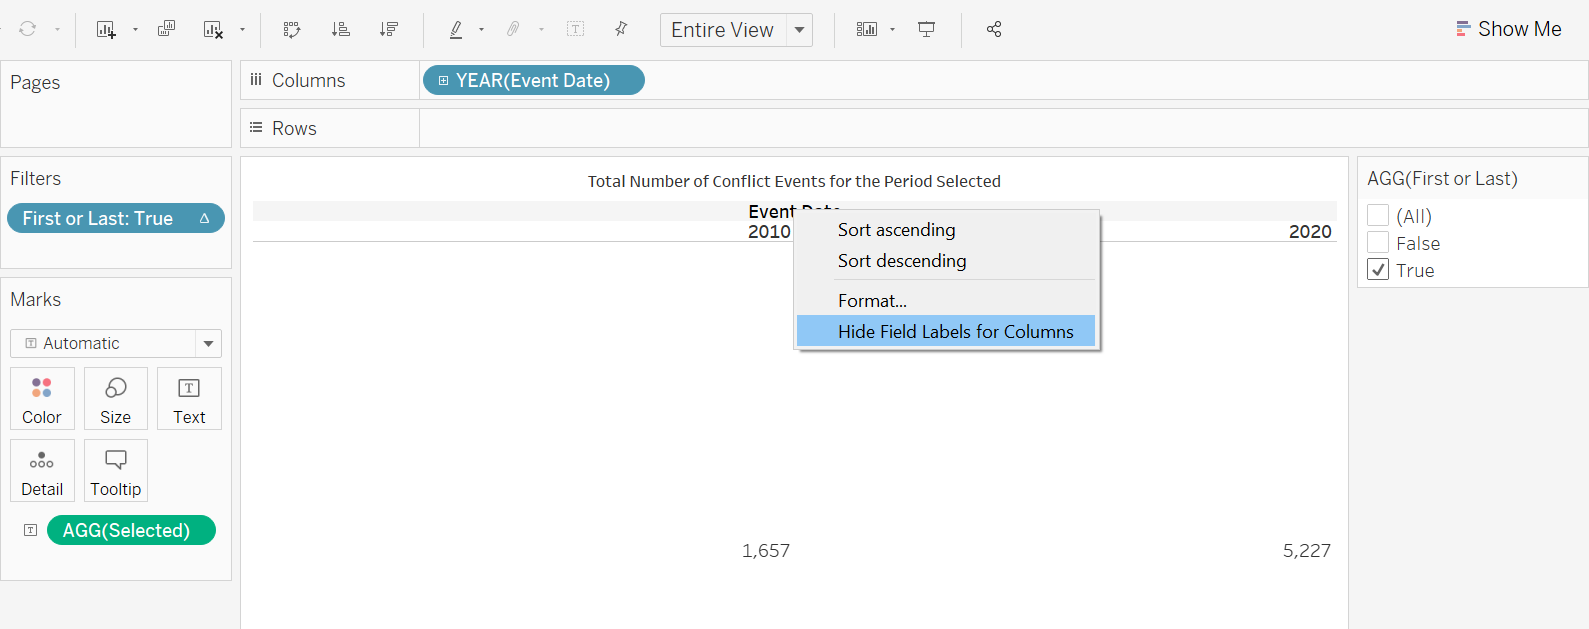 Entire View
Show Me
Pages
Columns
YEAR(Event Date)
Rows
Filters
First or Last: True
Marks
Automatic
Color
Size
Text
Detail
Tooltip
AGG(Selected)
Total Number of Conflict Events for the Period Selected
Event Date
2010
2020
Sort ascending
Sort descending
Format...
Hide Field Labels for Columns
1,657
5,227
AGG(First or Last)
(All)
False
True